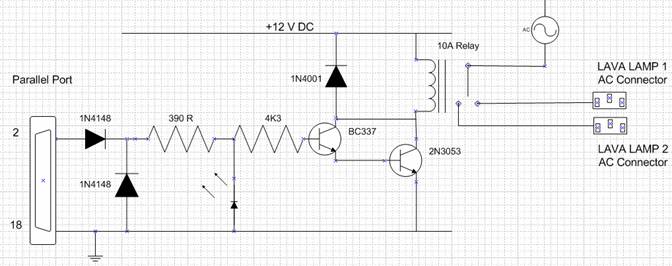 +12 V DC
AC
10A Relay
1N4001
LAVA LAMP 1
AC Connector
Parallel Port
1N4148
390 R
4K3
BC337
2
2N3053
LAVA LAMP 2
AC Connector
1N4148
18